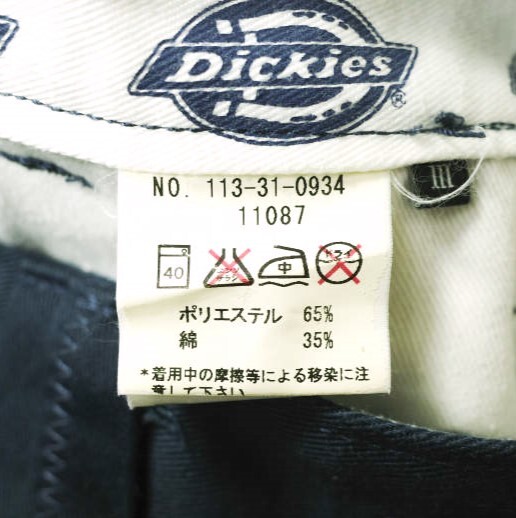 Dickies
®
III
NO. 113-31-0934
11087
40
中
ポリエステル 65%
綿 35%
*着用中の摩擦等による移染に注
意して下さい